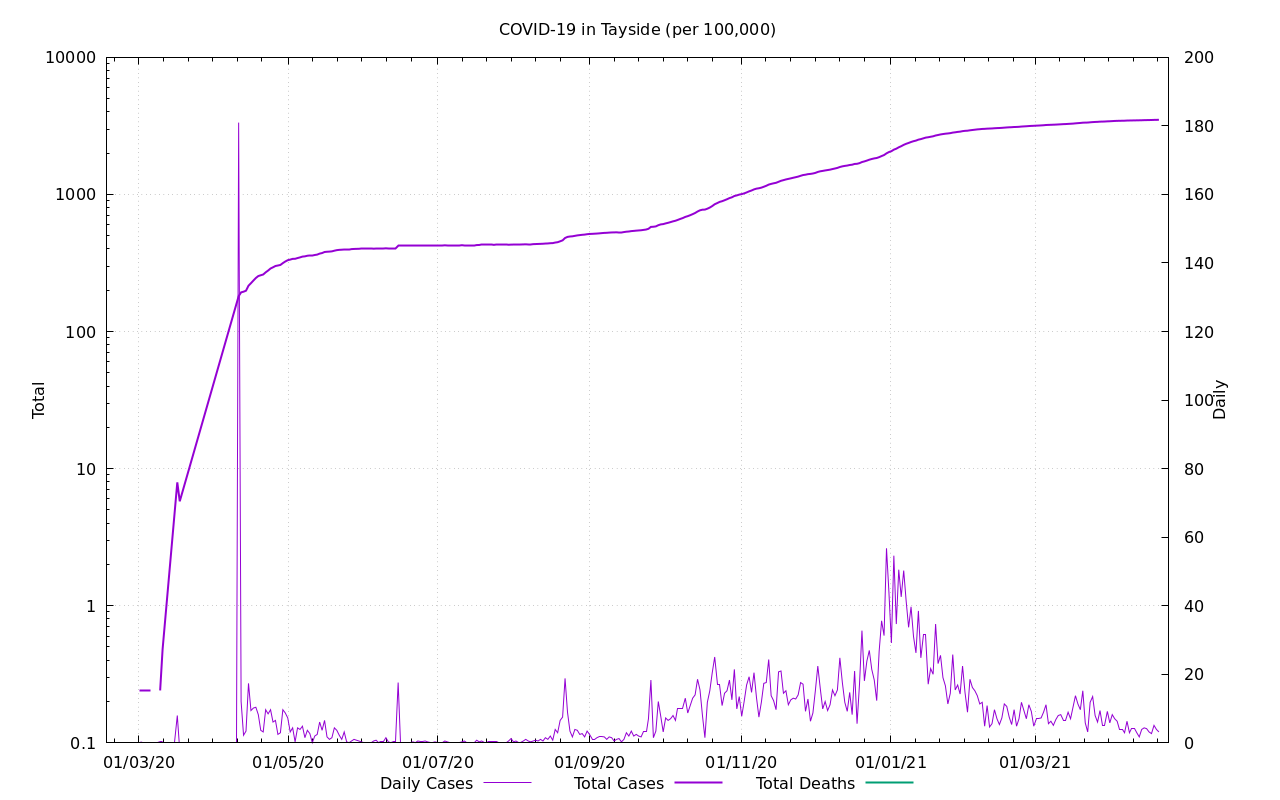 COVID-19 in Tayside (per 100,000)
10000 200
180
1000 160
140
100 120
Total 100 Daily
10 80
60
1 40
20
0.1 0
01/03/20 01/05/20 01/07/20 01/09/20 01/11/20 01/01/21 01/03/21
Daily Cases Total Cases Total Deaths